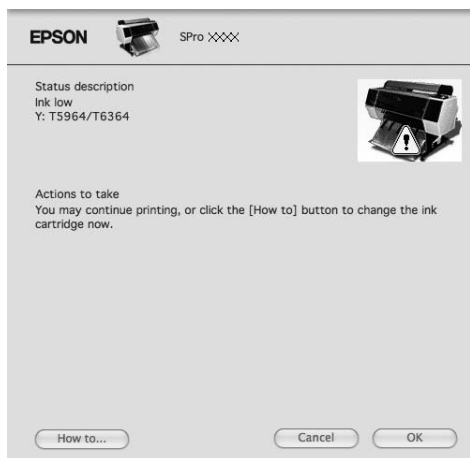 EPSON
SPro XXXX
Status description
Ink low
Y: T5964/T6364
Actions to take
You may continue printing, or click the [How to] button to change the ink
cartridge now.
How to...
Cancel
OK